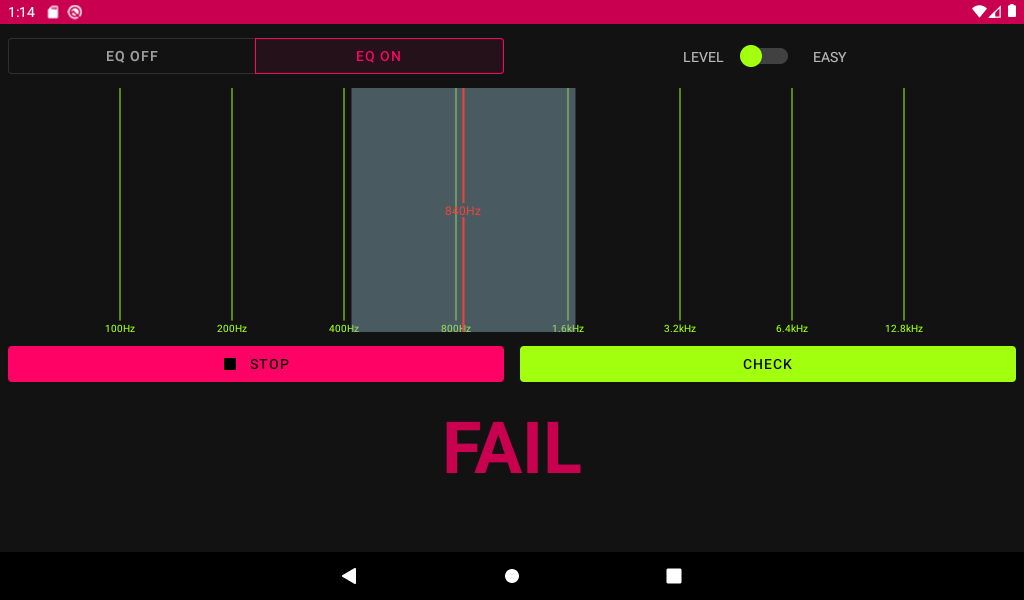 1:14
EQ OFF
EQ ON
LEVEL
EASY
840Hz
100Hz
200Hz
400Hz
800Hz
1.6kHz
3.2kHz
6.4kHz
12.8kHz
STOP
CHECK
FAIL